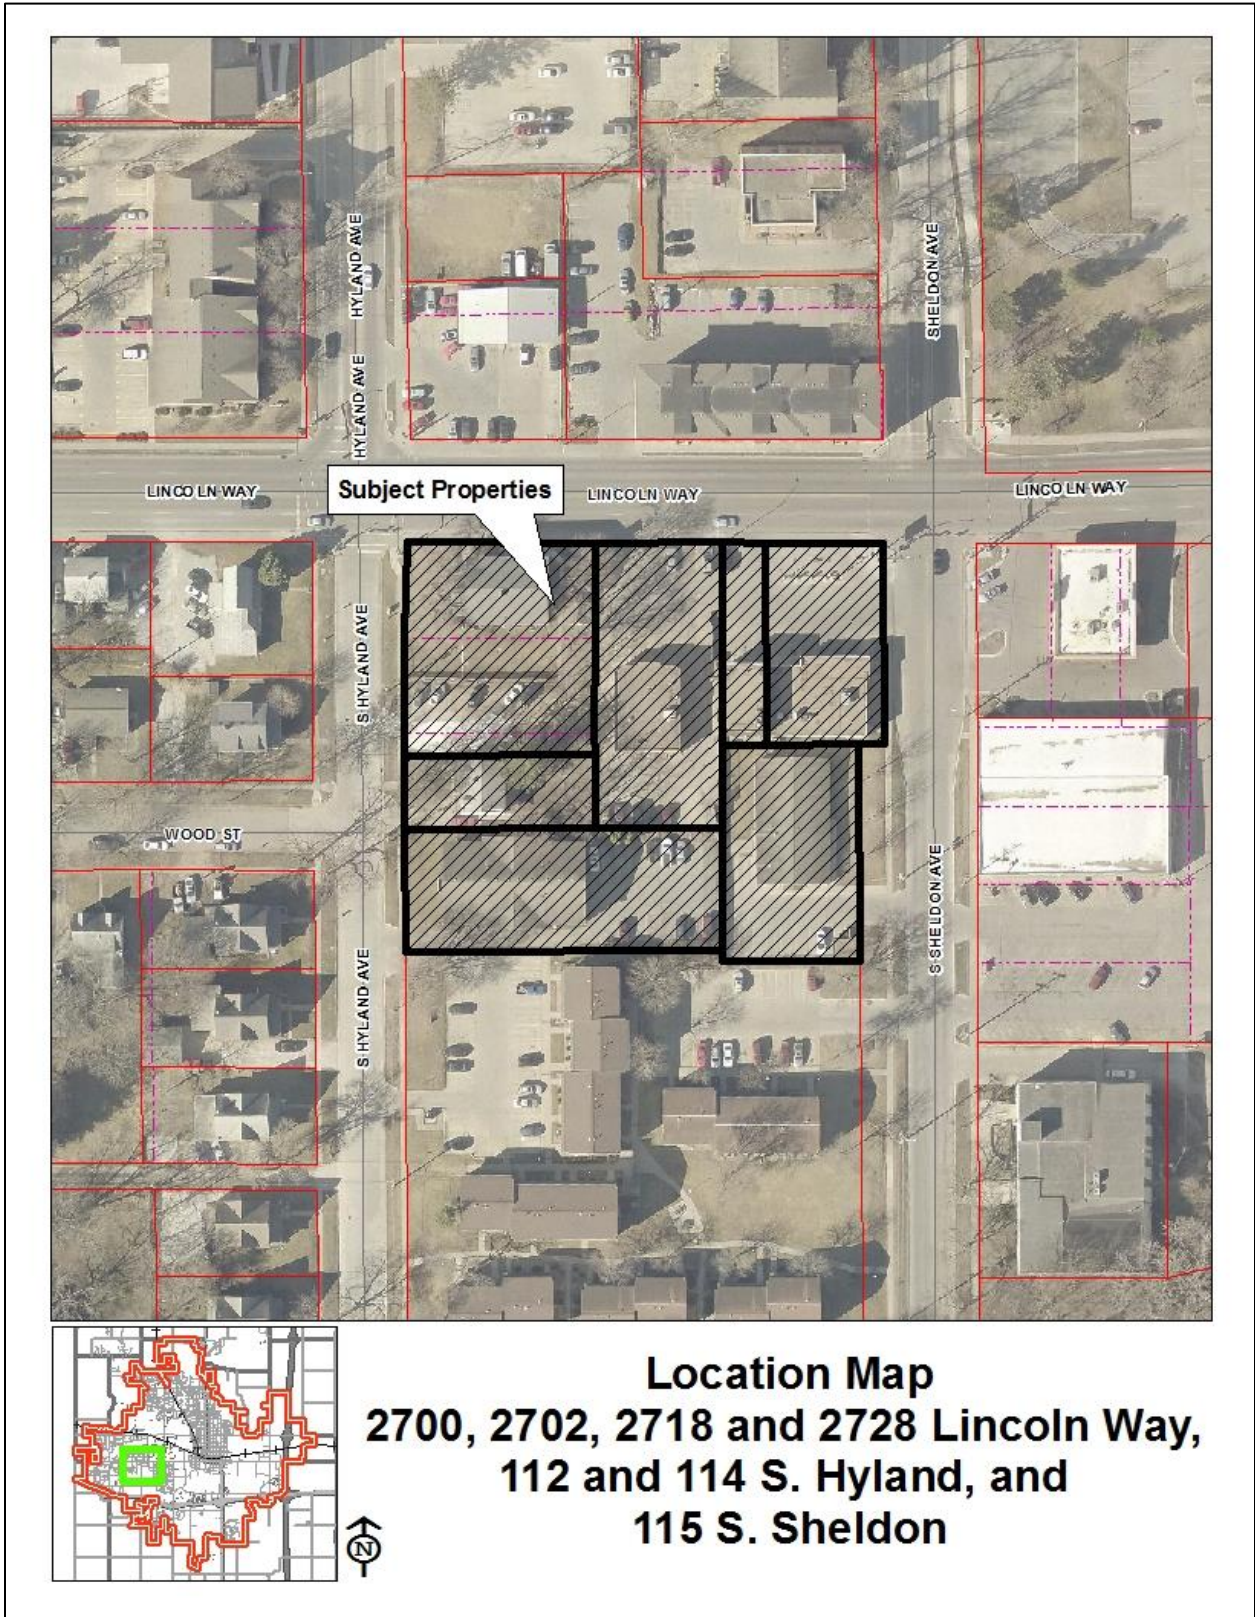 HYLAND AVE
SHELDON AVE
HYLAND AVE
LINCOLN WAY
Subject Properties
LINCOLN WAY
LINCOLN WAY
S HYLAND AVE
WOOD ST
S SHELDON AVE
S HYLAND AVE
Location Map
2700, 2702, 2718 and 2728 Lincoln Way,
112 and 114 S. Hyland, and
115 S. Sheldon
N